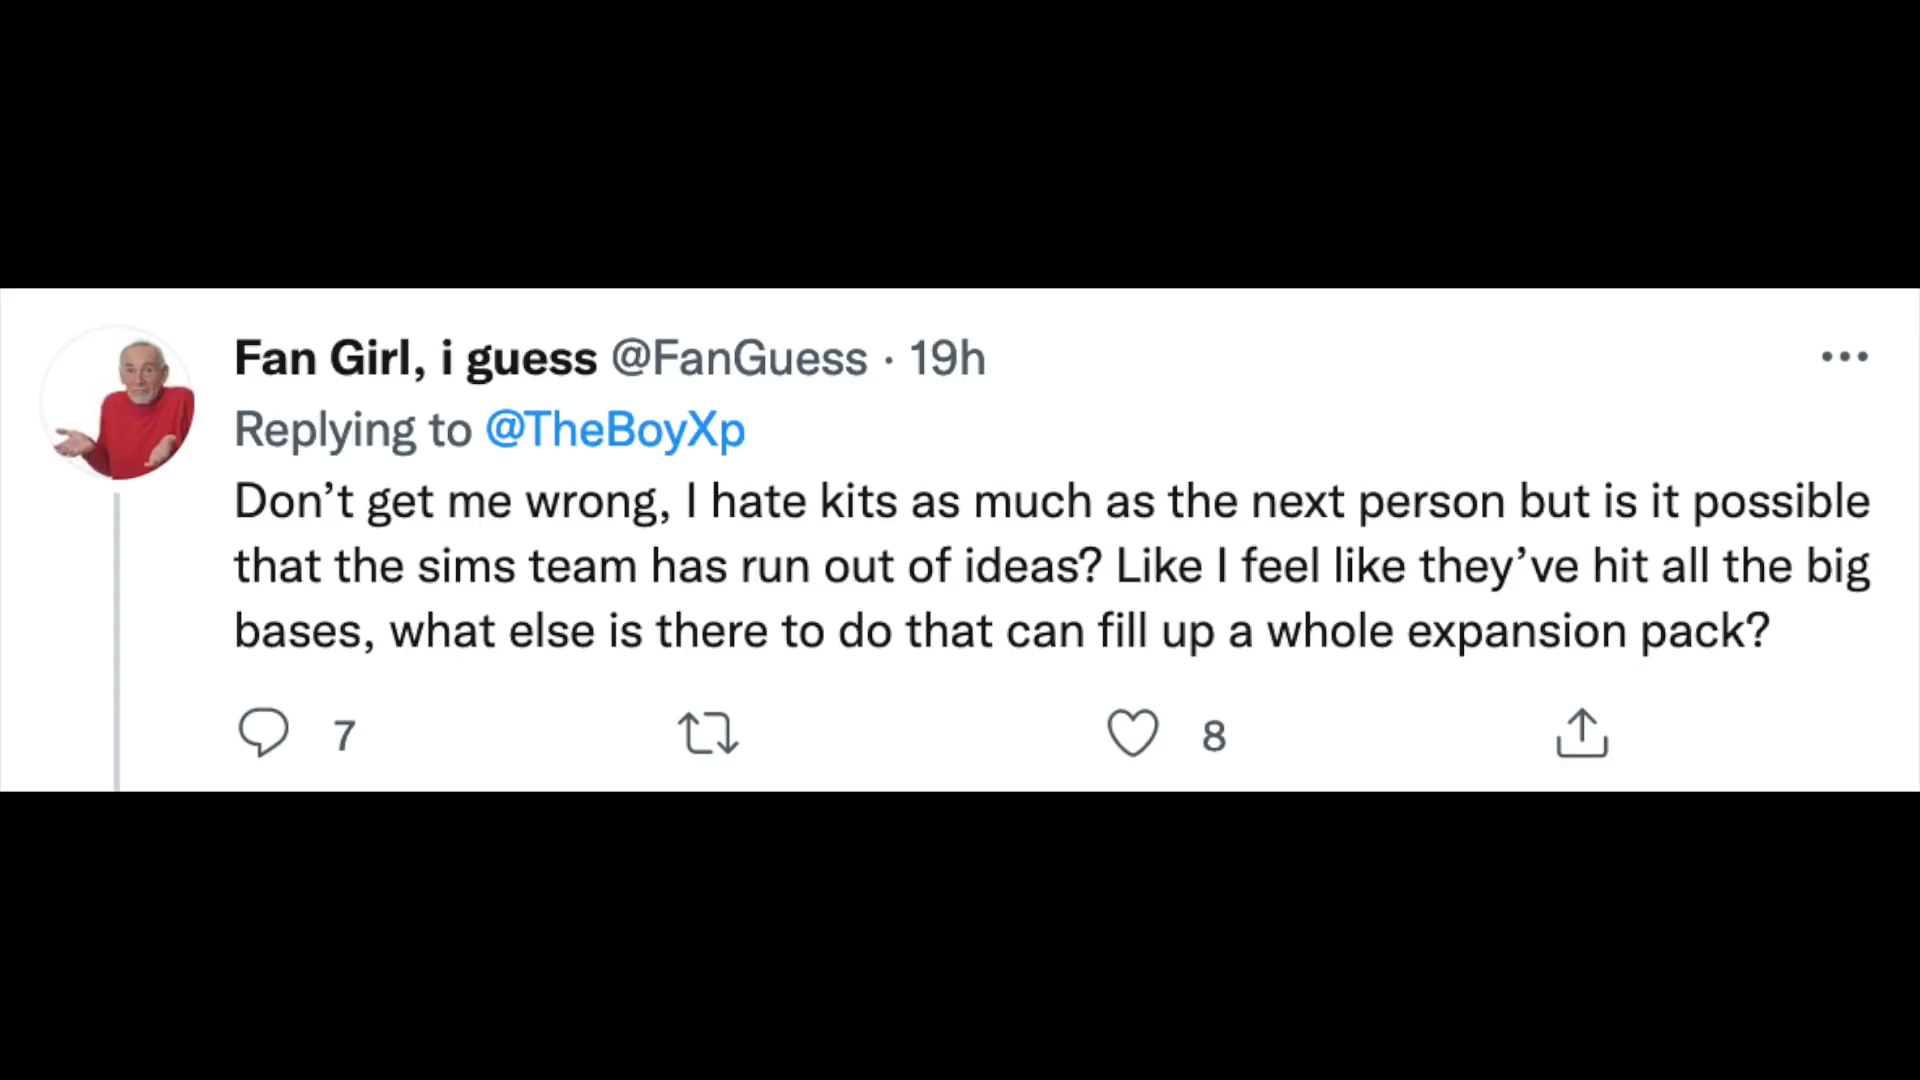 Fan Girl, i guess @FanGuess · 19h
Replying to @TheBoyXp
Don’t get me wrong, I hate kits as much as the next person but is it possible
that the sims team has run out of ideas? Like I feel like they’ve hit all the big
bases, what else is there to do that can fill up a whole expansion pack?
7 8